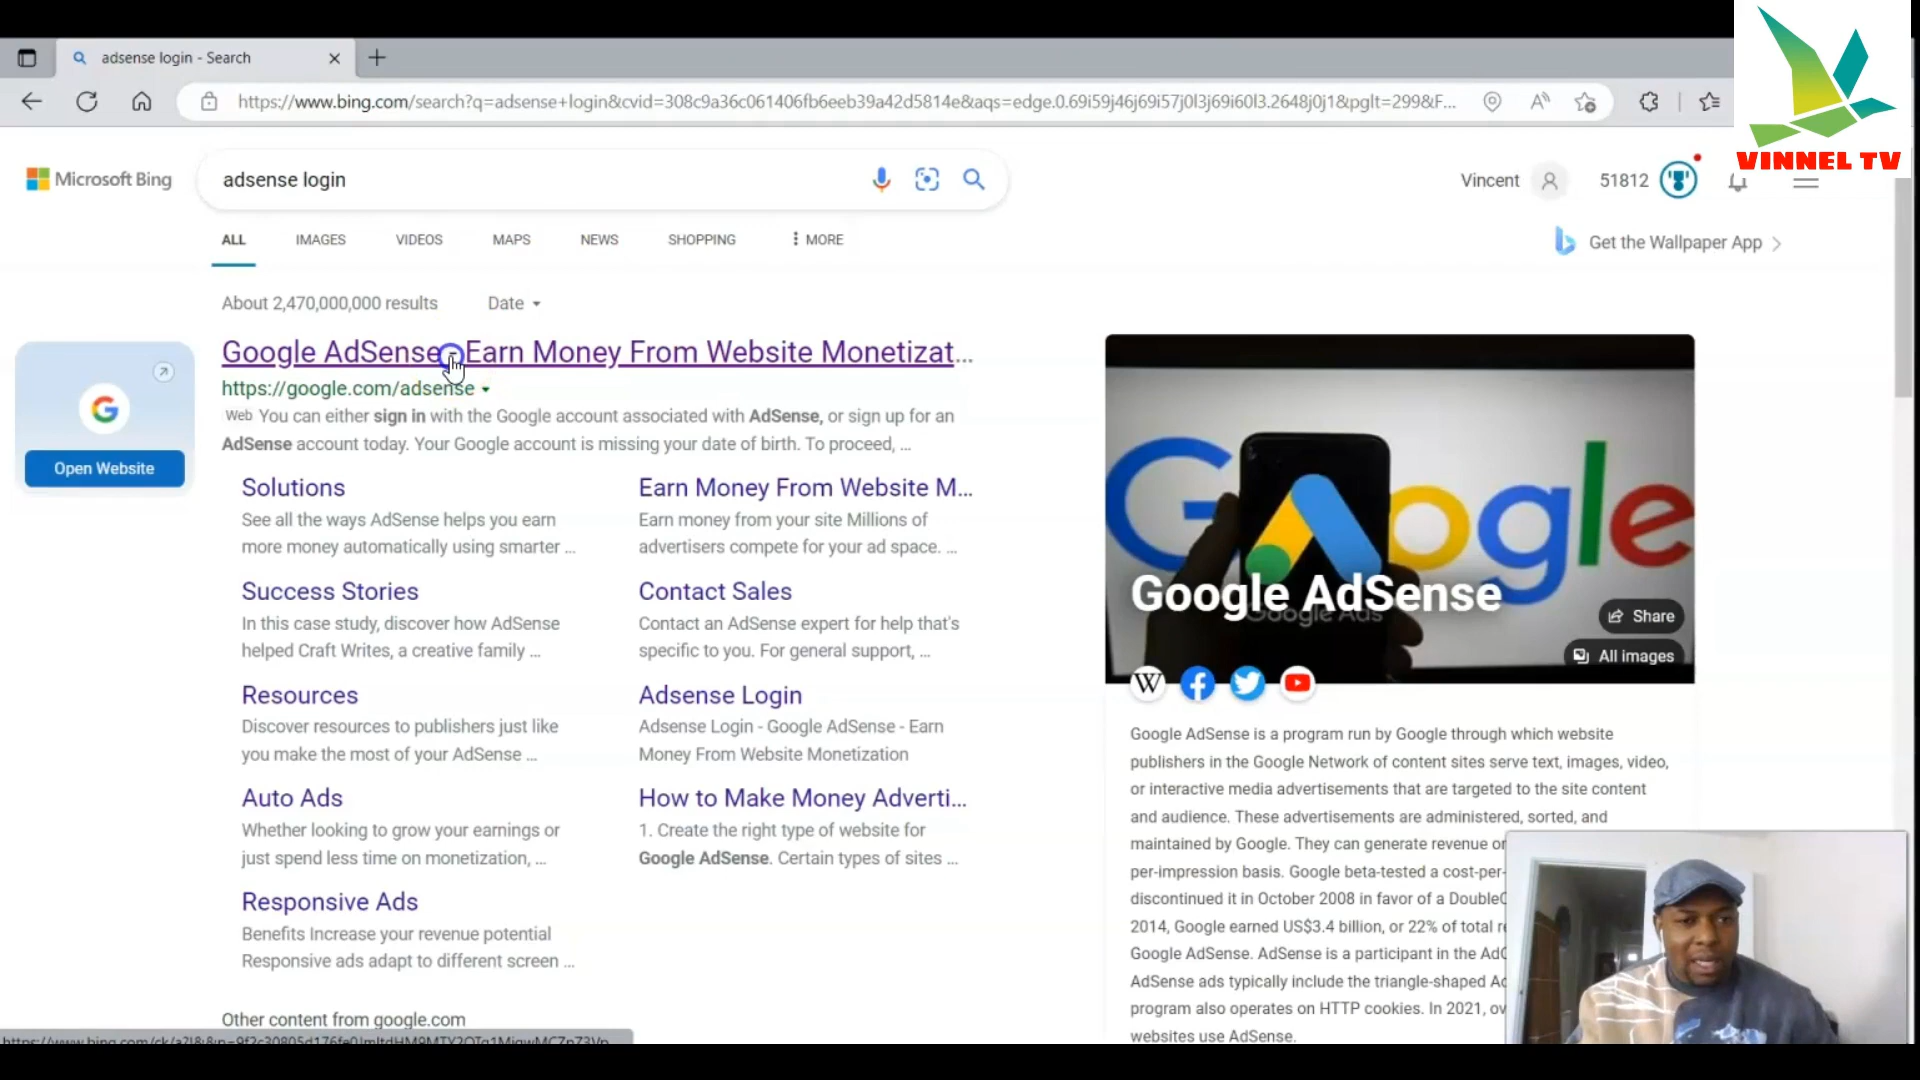 adsense login - Search
https://www.bing.com/search?q=adsense+login&cvid=308c9a36c061406fb6eeb39a42d5814e&aqs=edge.0.69i59j46j69i57j0l3j69i60l3.2648j0j1&pglt=299&F...
VINNEL TV
Microsoft Bing
adsense login
Vincent
51812
ALL
IMAGES
VIDEOS
MAPS
NEWS
SHOPPING
MORE
Get the Wallpaper App
About 2,470,000,000 results
Date
Google AdSense - Earn Money From Website Monetizat...
https://google.com/adsense
Web You can either sign in with the Google account associated with AdSense, or sign up for an
AdSense account today. Your Google account is missing your date of birth. To proceed, ...
Open Website
Solutions
See all the ways AdSense helps you earn
more money automatically using smarter ...
Earn Money From Website M...
Earn money from your site Millions of
advertisers compete for your ad space. ...
Success Stories
In this case study, discover how AdSense
helped Craft Writes, a creative family ...
Contact Sales
Contact an AdSense expert for help that's
specific to you. For general support, ...
Resources
Discover resources to publishers just like
you make the most of your AdSense ...
Adsense Login
Adsense Login - Google AdSense - Earn
Money From Website Monetization
Auto Ads
Whether looking to grow your earnings or
just spend less time on monetization, ...
How to Make Money Adverti...
1. Create the right type of website for
Google AdSense. Certain types of sites ...
Responsive Ads
Benefits Increase your revenue potential
Responsive ads adapt to different screen ...
Other content from google.com
Google
Google Ads
Google AdSense
Share
All images
Google AdSense is a program run by Google through which website
publishers in the Google Network of content sites serve text, images, video,
or interactive media advertisements that are targeted to the site content
and audience. These advertisements are administered, sorted, and
maintained by Google. They can generate revenue or
per-impression basis. Google beta-tested a cost-per-
discontinued it in October 2008 in favor of a DoubleC
2014, Google earned US$3.4 billion, or 22% of total re
Google AdSense. AdSense is a participant in the AdC
AdSense ads typically include the triangle-shaped Ad
program also operates on HTTP cookies. In 2021, ov
websites use AdSense.